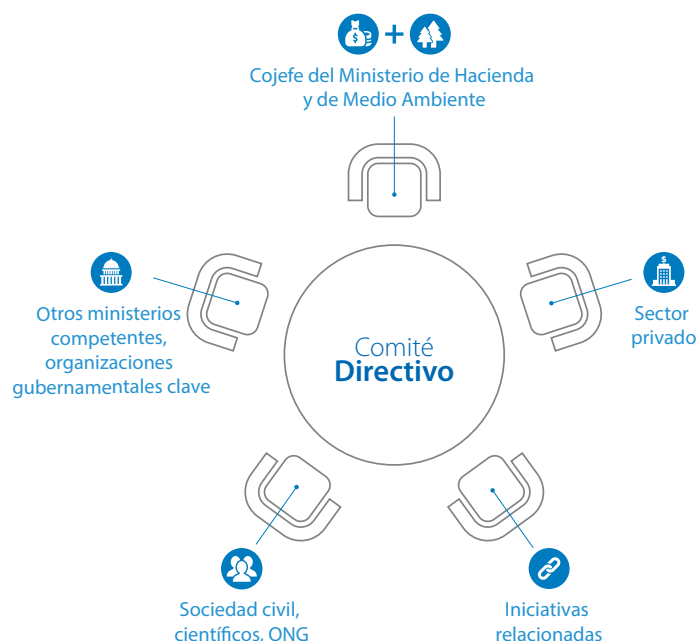 Cojefe del Ministerio de Hacienda
y de Medio Ambiente
Otros ministerios
competentes,
organizaciones
gubernamentales clave
Sector
privado
Comité
Directivo
Sociedad civil,
científicos. ONG
Iniciativas
relacionadas